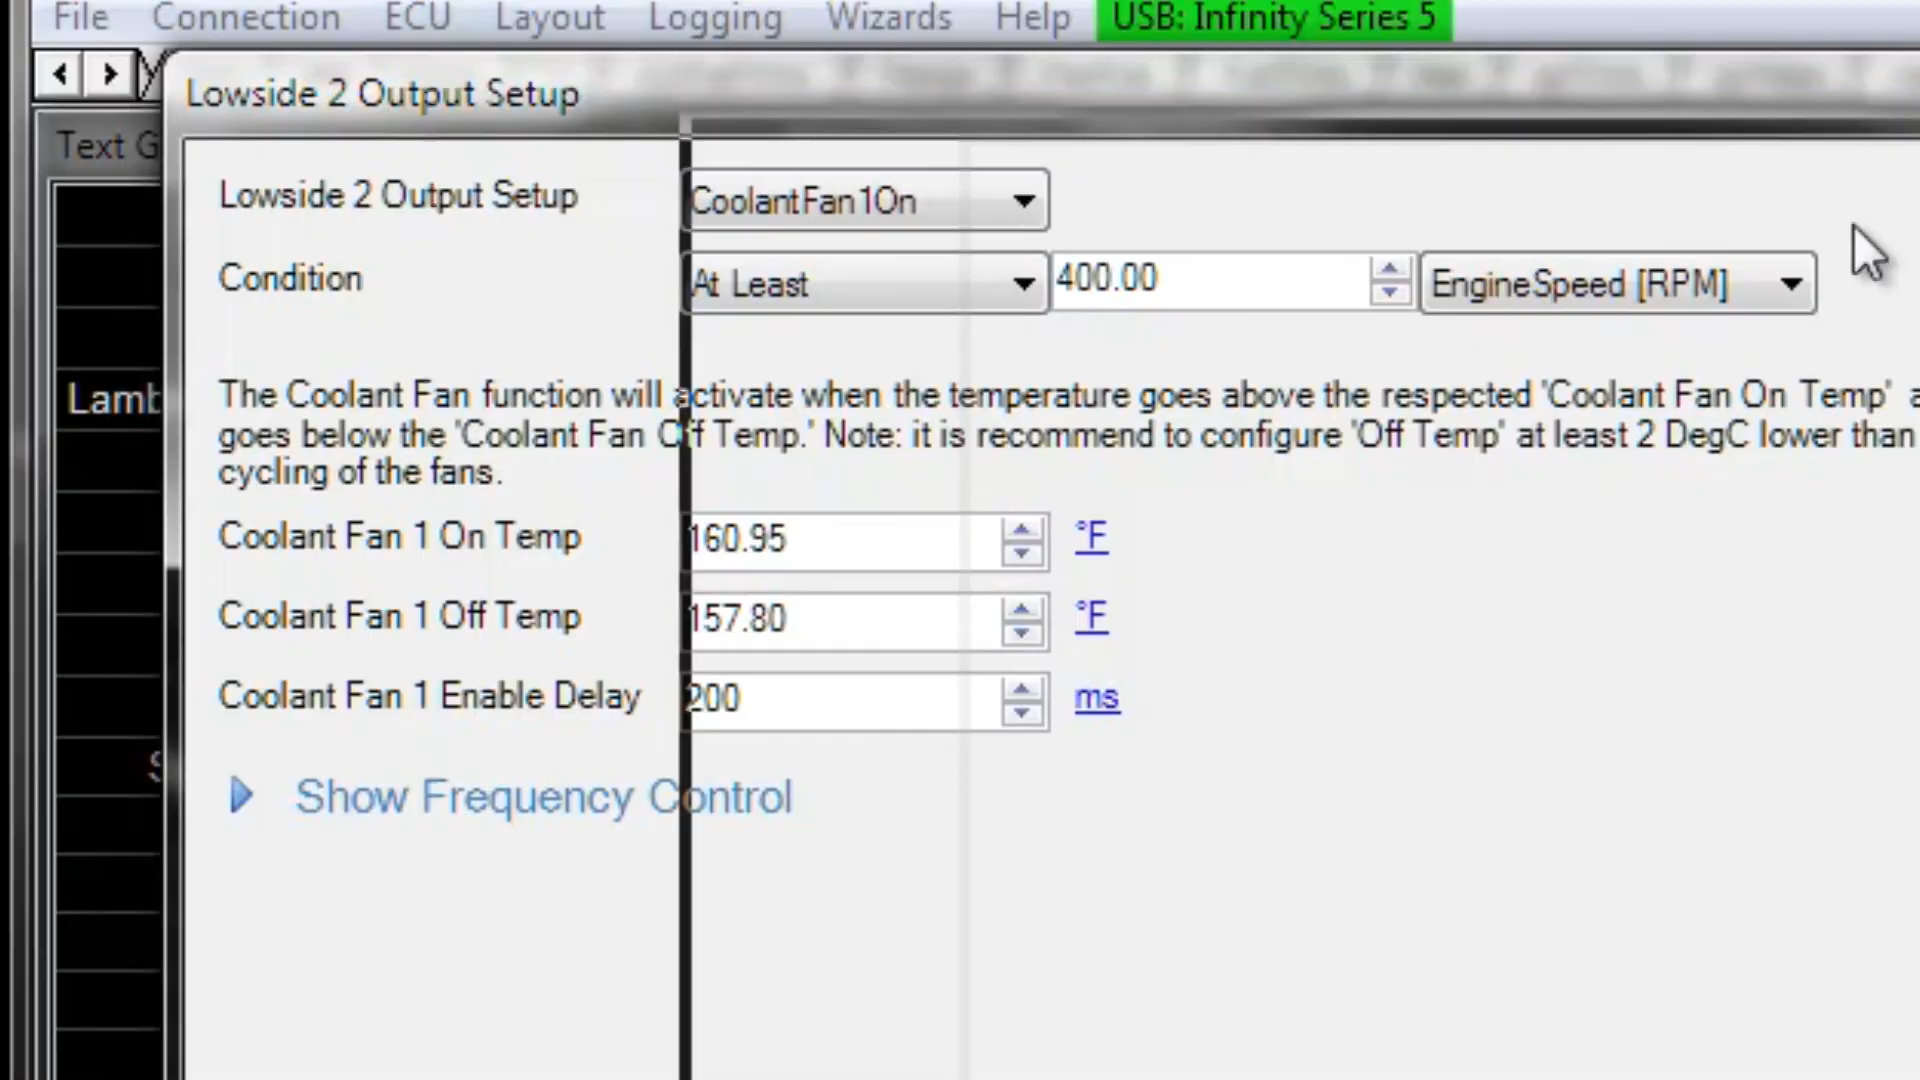 File Connection ECU Layout Logging Wizards Help USB: Infinity Series 5
Lowside 2 Output Setup
Text G
Lowside 2 Output Setup CoolantFan1On
Condition At Least 400.00 EngineSpeed [RPM]
The Coolant Fan function will activate when the temperature goes above the respected 'Coolant Fan On Temp' a
Lamb
goes below the 'Coolant Fan Off Temp.' Note: it is recommend to configure 'Off Temp' at least 2 DegC lower than
cycling of the fans.
Coolant Fan 1 On Temp 160.95 °F
Coolant Fan 1 Off Temp 157.80 °F
Coolant Fan 1 Enable Delay 200 ms
Show Frequency Control